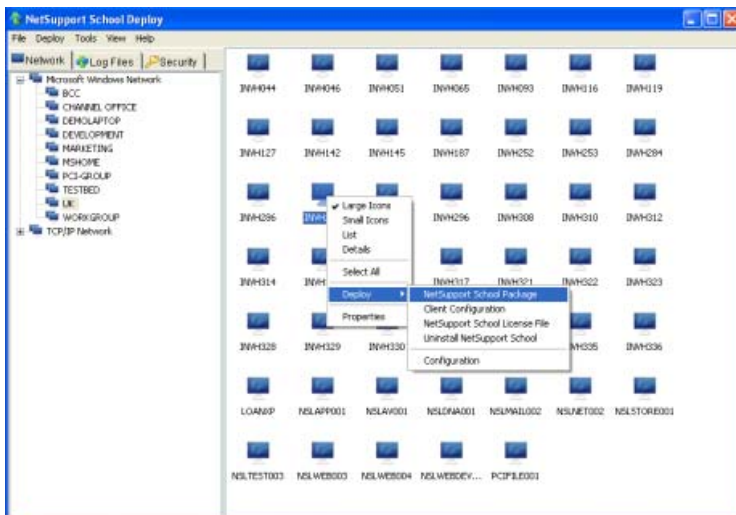 NetSupport School Deploy
File Deploy Tools View Help
Network Log Files Security
Microsoft Windows Network
BCC
CHANNEL OFFICE
DEMOLAPTOP
DEVELOPMENT
MARKETING
MSHOME
PCI-GROUP
TESTBED
UK
WORKGROUP
TCP/IP Network
INVH044 INVH046 INVH051 INVH065 INVH093 INVH116 INVH119
INVH127 INVH142 INVH145 INVH187 INVH252 INVH253 INVH284
INVH286 INVH296 INVH308 INVH310 INVH312
Large Icons
Small Icons
List
Details
Select All
Deploy
Properties
INVH314 INVH317 INVH321 INVH322 INVH323
NetSupport School Package
Client Configuration
NetSupport School License File
Uninstall NetSupport School
Configuration
INVH328 INVH329 INVH330 INVH335 INVH336
LOANXP NSLAPP001 NSLAV001 NSLDNA001 NSLMAIL002 NSLNET002 NSLSTORE001
NSLTEST003 NSLWEB003 NSLWEB004 NSLWEBDEV... PCIFILE001